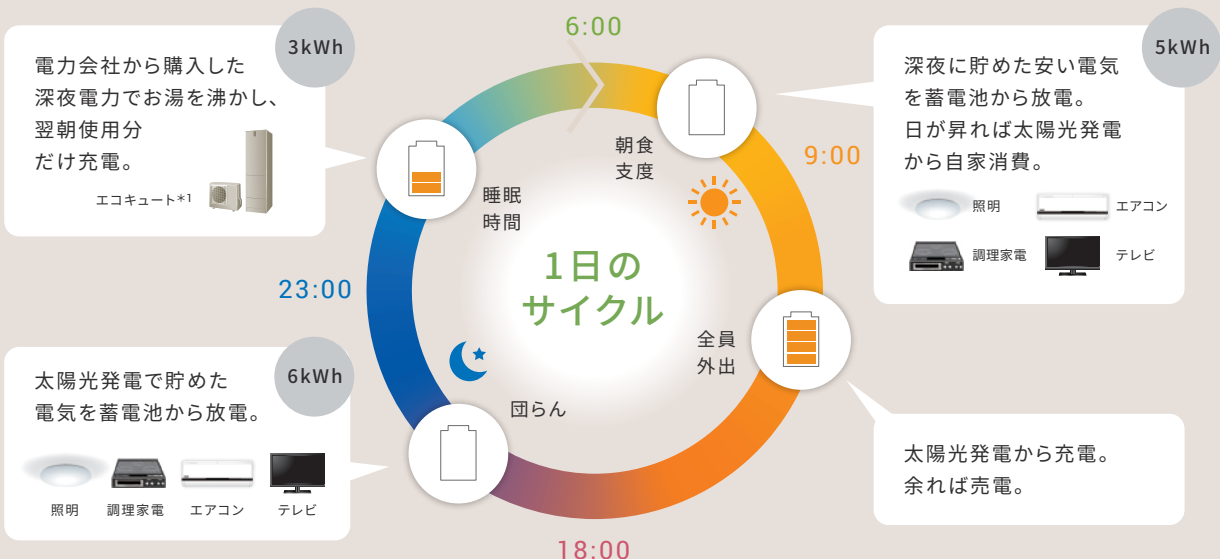 6:00
3kWh
電力会社から購入した
深夜電力でお湯を沸かし、
翌朝使用分
だけ充電。
エコキュート*1
5kWh
深夜に貯めた安い電気
を蓄電池から放電。
日が昇れば太陽光発電
から自家消費。
照明
エアコン
調理家電
テレビ
朝食
支度
9:00
睡眠
時間
1日の
サイクル
23:00
全員
外出
6kWh
太陽光発電で貯めた
電気を蓄電池から放電。
照明
調理家電
エアコン
テレビ
団らん
太陽光発電から充電。
余れば売電。
18:00